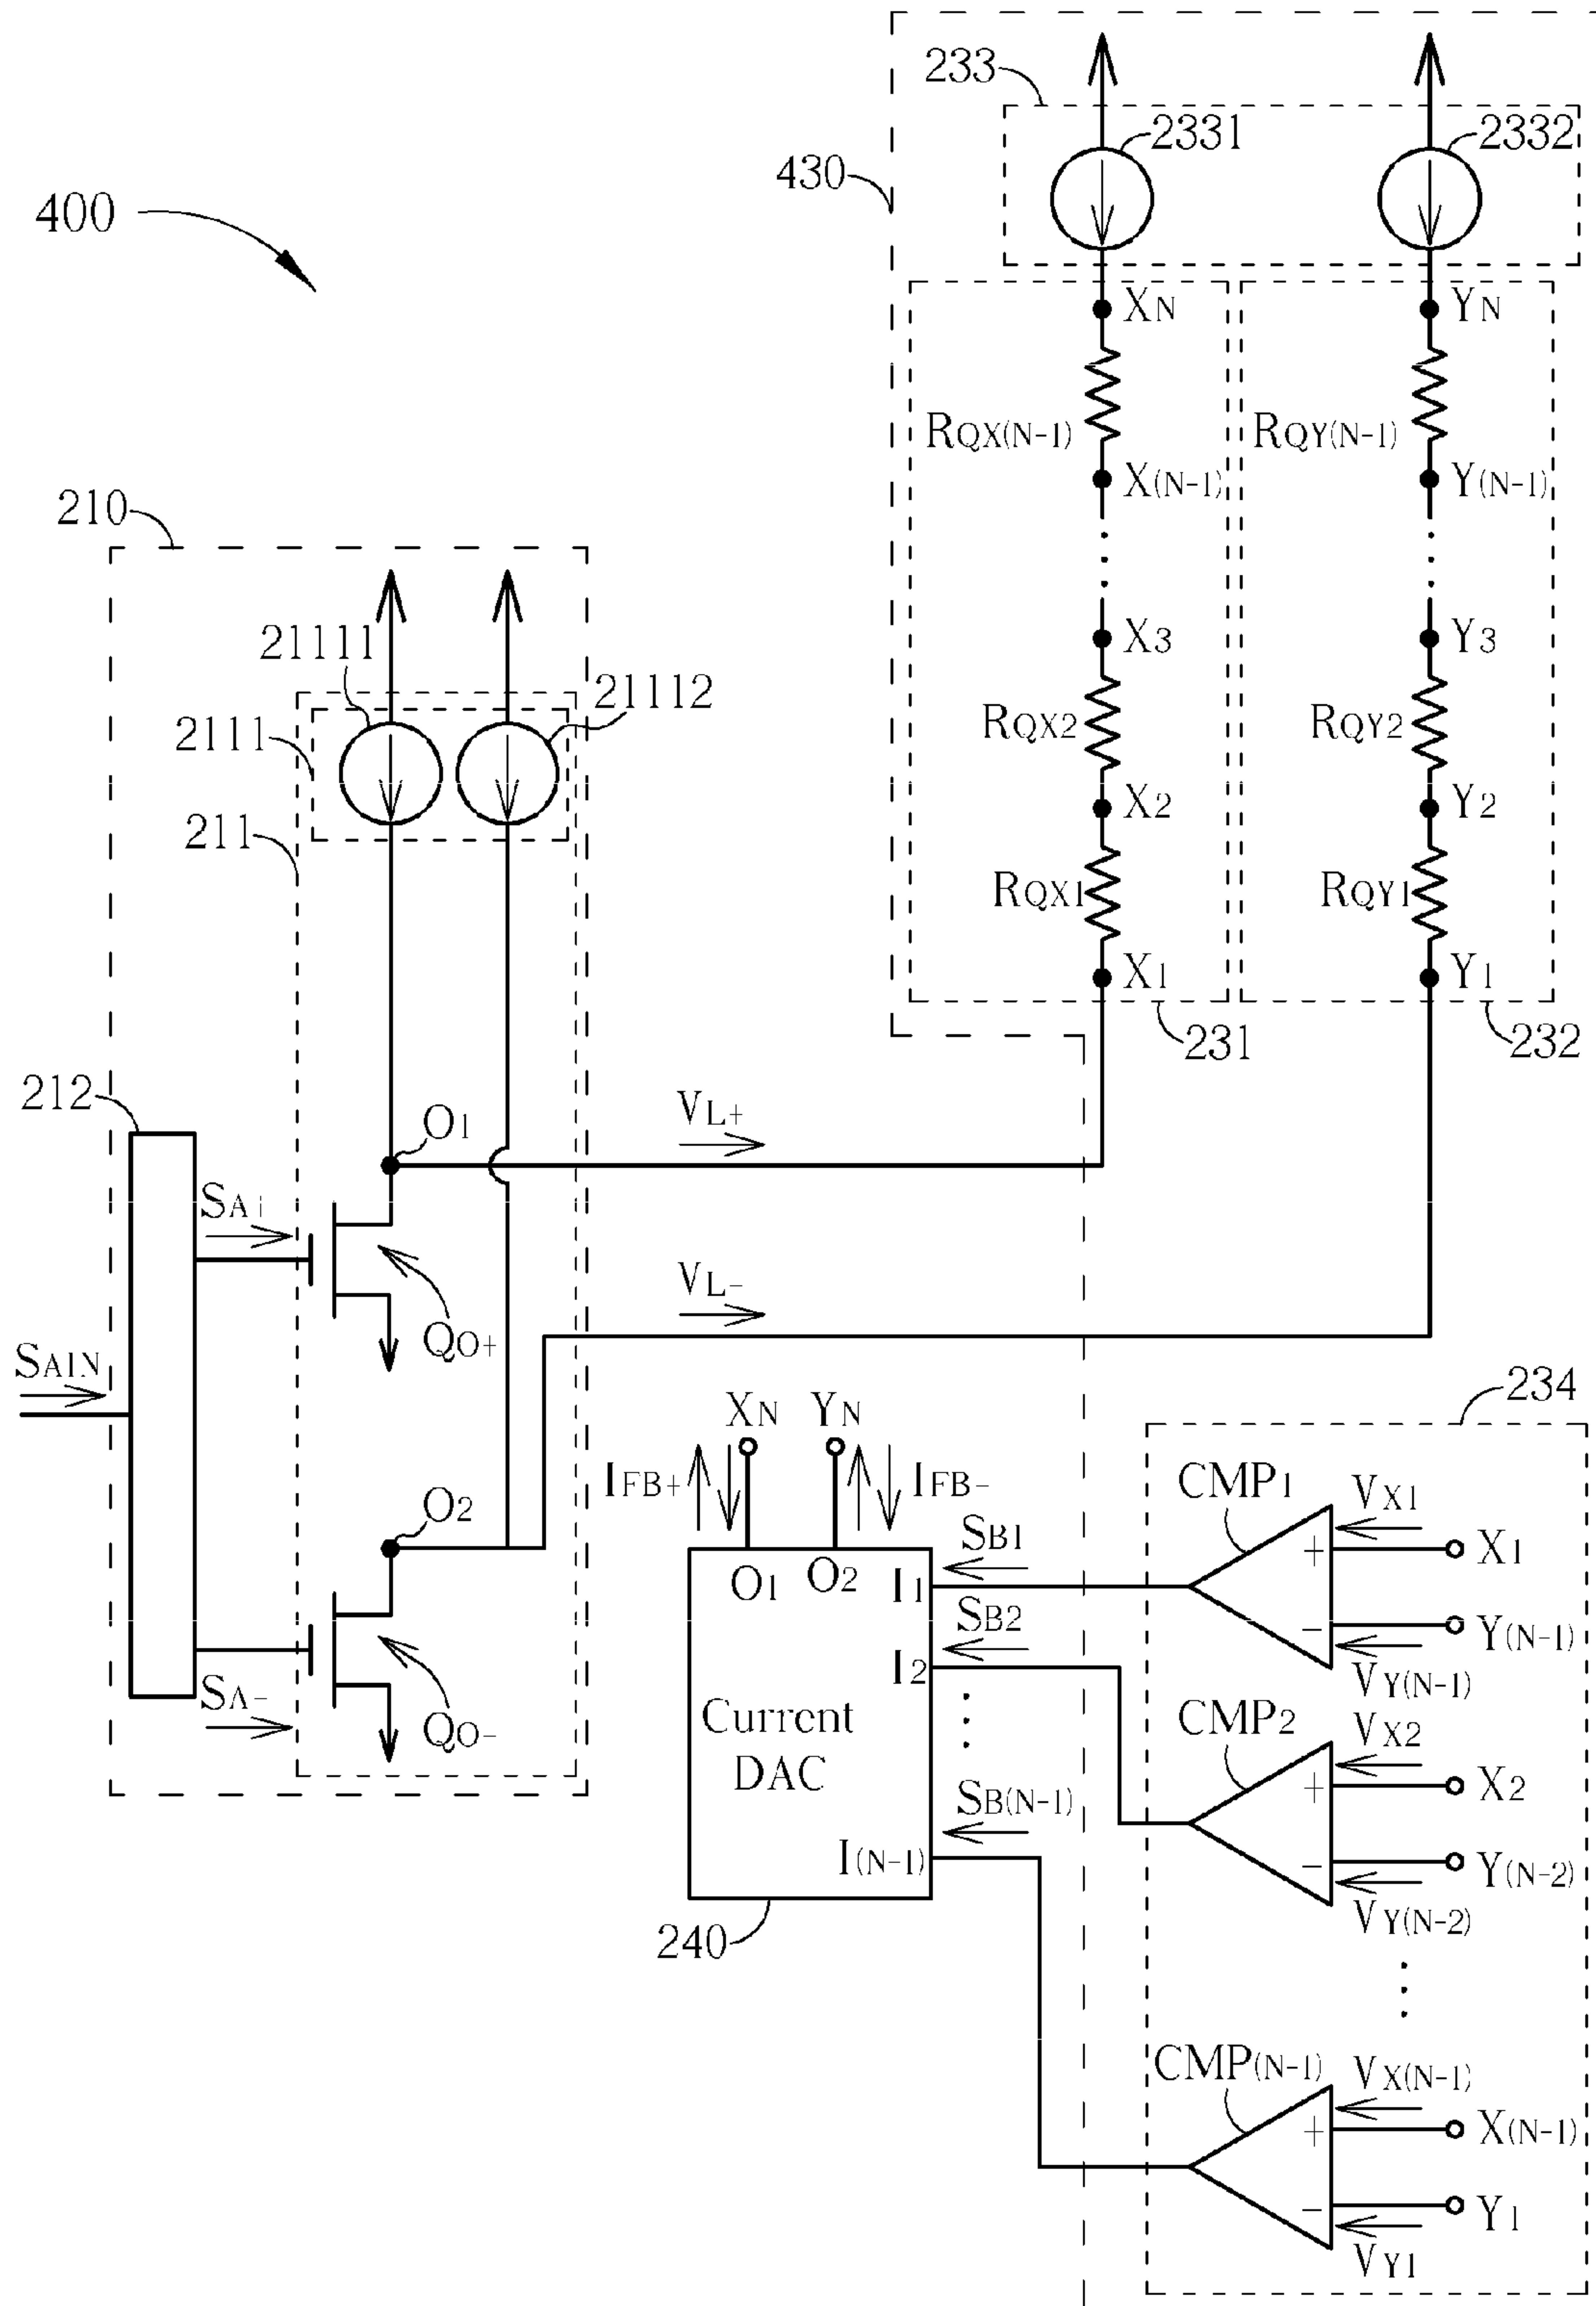 233
2331
2332
430
400
XN
YN
RQX(N-1)
RQY(N-1)
X(N-1)
Y(N-1)
210
21111
X3
Y3
21112
2111
RQX2
RQY2
211
X2
Y2
RQX1
RQY1
X1
Y1
231
232
212
O1
VL+
SA+
VL-
QO+
SAIN
234
XN
YN
IFB+
IFB-
CMP1
VX1
O2
SB1
+
X1
O1
O2
I1
SB2
-
Y(N-1)
I2
VY(N-1)
SA-
QO-
Current
DAC
CMP2
VX2
SB(N-1)
+
X2
I(N-1)
-
Y(N-2)
VY(N-2)
240
CMP(N-1)
VX(N-1)
+
X(N-1)
-
Y1
VY1